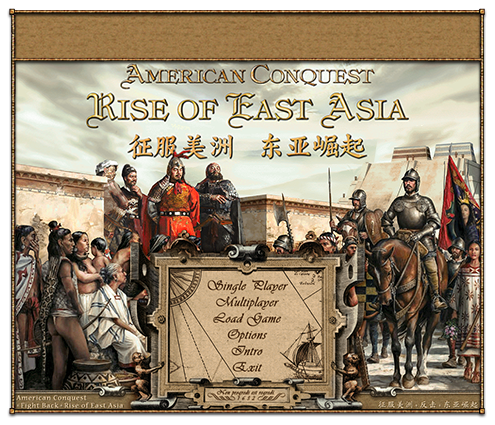 AMERICAN CONQUEST
RISE OF EAST ASIA
征服美洲 东亚崛起
Single Player
Multiplayer
Load Game
Options
Intro
Exit
American Conquest
-Fight Back - Rise of East Asia
征服美洲 - 反击 - 东亚崛起